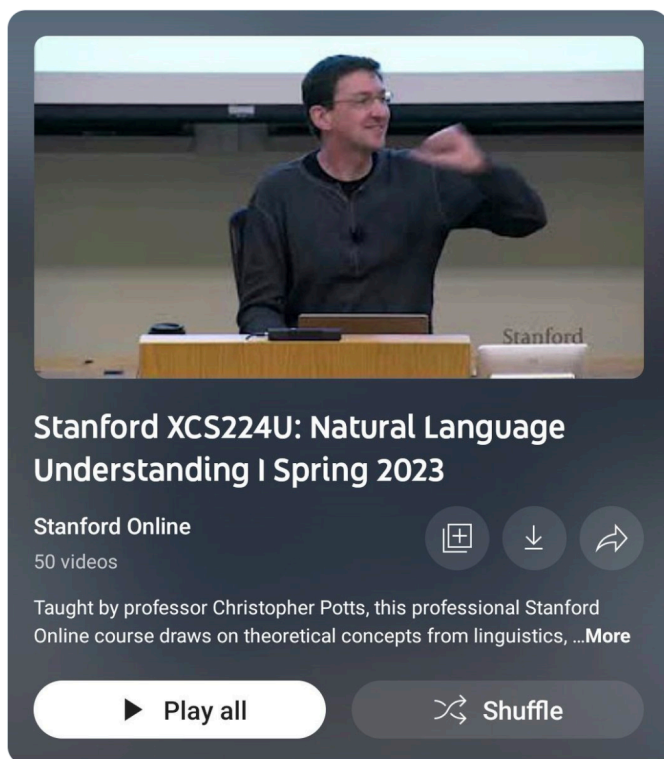 Stanford
Stanford XCS224U: Natural Language
Understanding I Spring 2023
Stanford Online
50 videos
Taught by professor Christopher Potts, this professional Stanford
Online course draws on theoretical concepts from linguistics, ...More
Play all
Shuffle